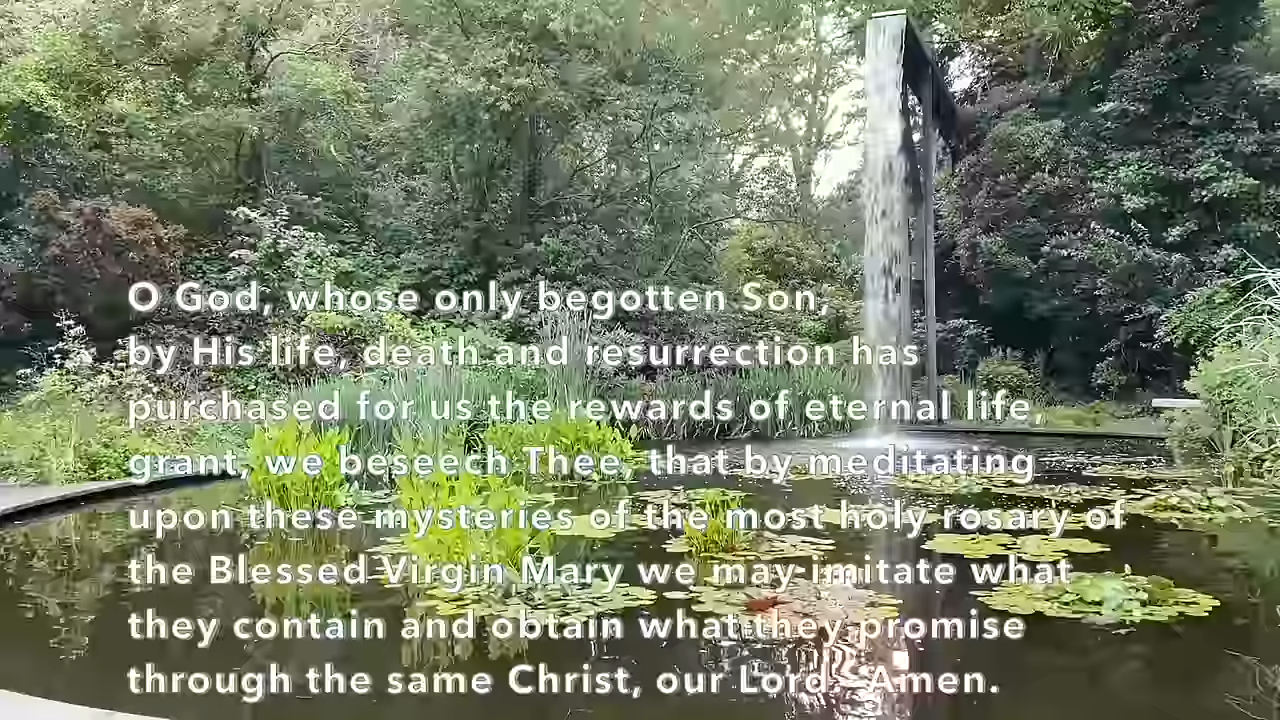 O God, whose only begotten Son,
by His life, death and resurrection has
purchased for us the rewards of eternal life,
grant, we beseech Thee, that by meditating
upon these mysteries of the most holy rosary of
the Blessed Virgin Mary we may imitate what
they contain and obtain what they promise
through the same Christ, our Lord. Amen.